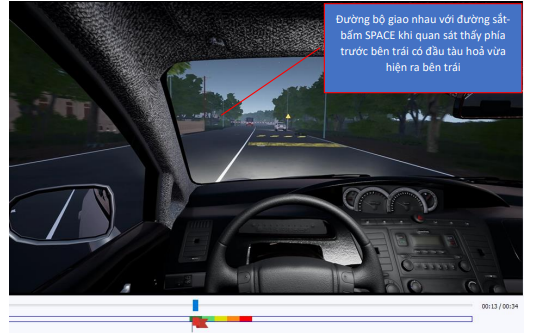 Đường bộ giao nhau với đường sắt-
bấm SPACE khi quan sát thấy phía
trước bên trái có đầu tàu hoả vừa
hiện ra bên trái
00:13 / 00:34